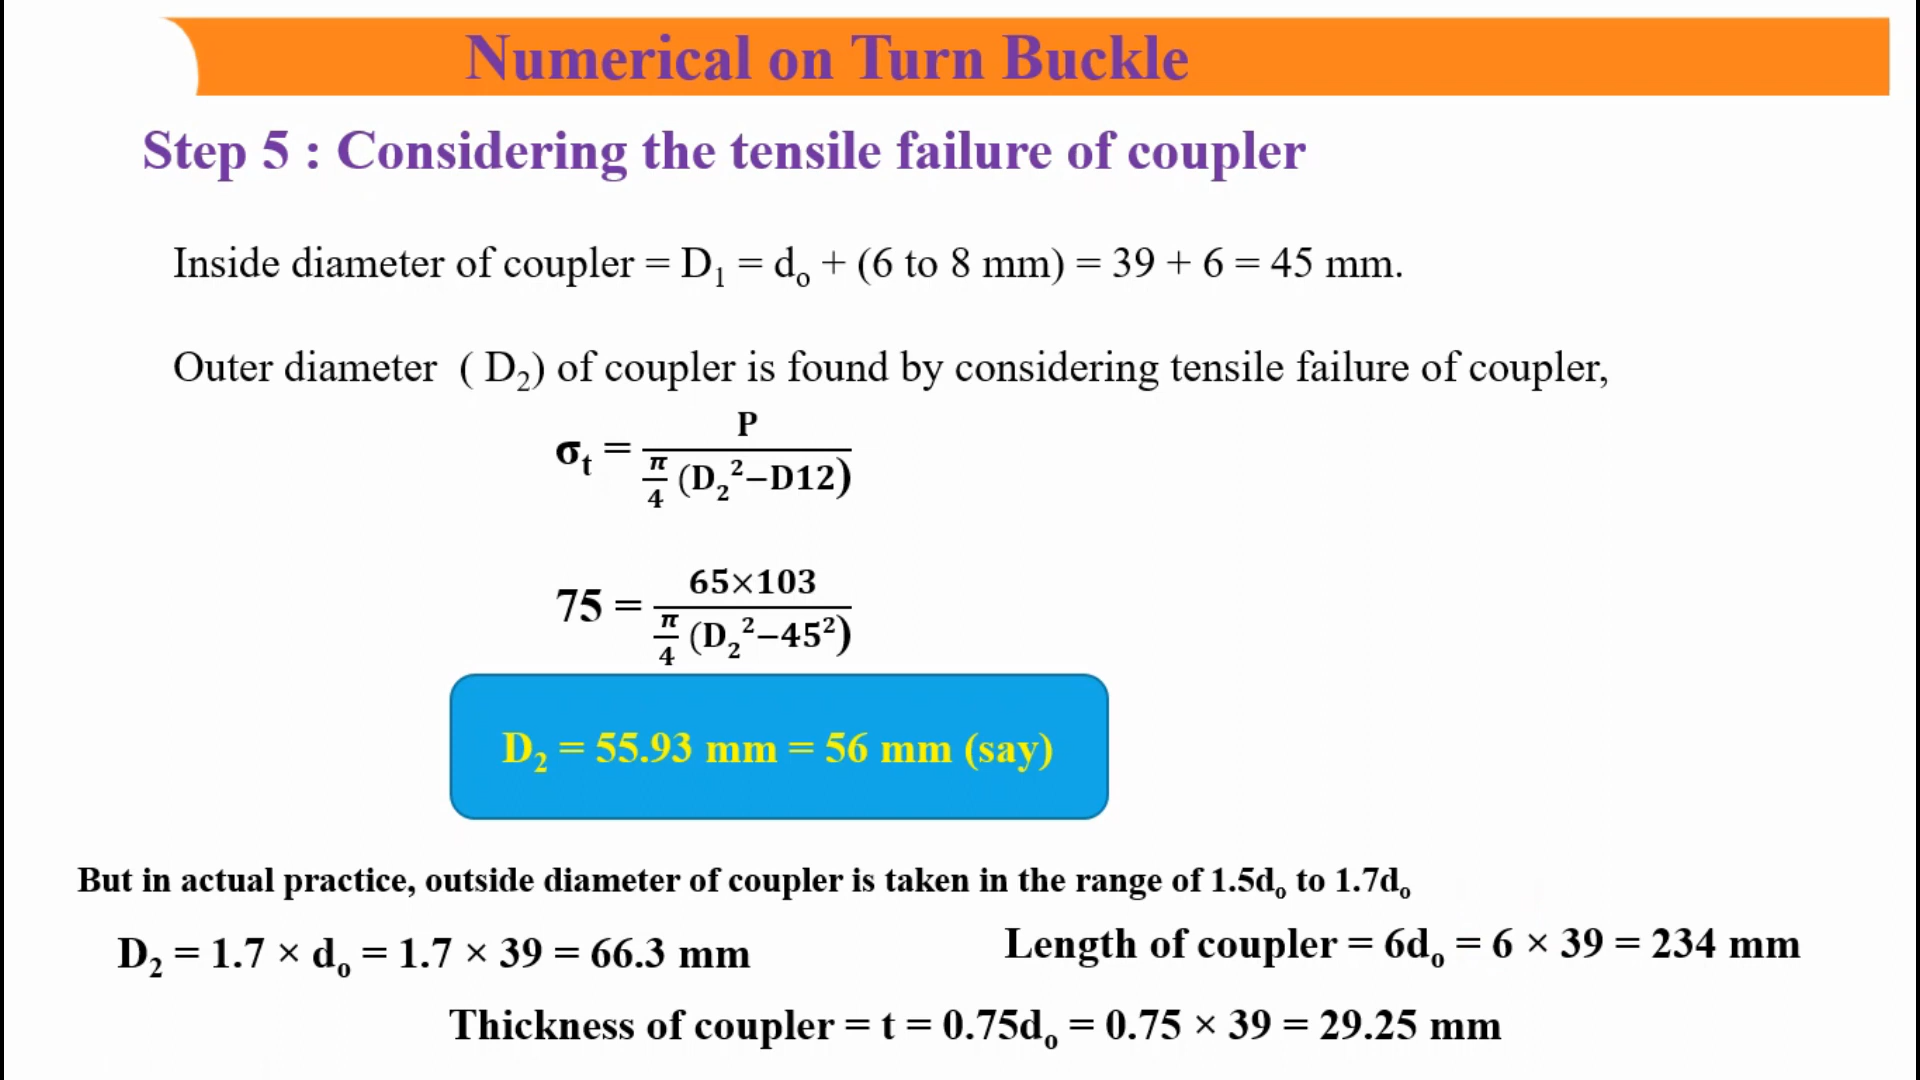 Numerical on Turn Buckle
Step 5 : Considering the tensile failure of coupler
Inside diameter of coupler = D₁ = dₒ + (6 to 8 mm) = 39 + 6 = 45 mm.
Outer diameter ( D₂) of coupler is found by considering tensile failure of coupler,
σₜ = P / π/4 (D₂²−D12)
75 = 65×103 / π/4 (D₂²−45²)
D₂ = 55.93 mm = 56 mm (say)
But in actual practice, outside diameter of coupler is taken in the range of 1.5dₒ to 1.7dₒ
D₂ = 1.7 × dₒ = 1.7 × 39 = 66.3 mm
Length of coupler = 6dₒ = 6 × 39 = 234 mm
Thickness of coupler = t = 0.75dₒ = 0.75 × 39 = 29.25 mm